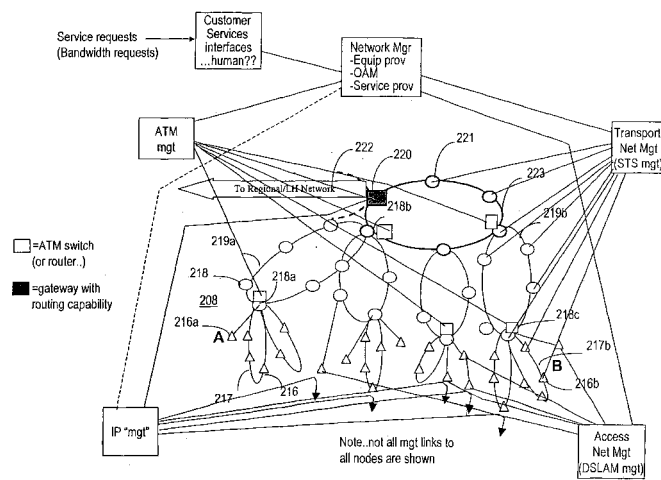 Service requests
(Bandwidth requests)
Customer
Services
interfaces
...human??
Network Mgr
-Equip prov
-OAM
-Service prov
ATM
mgt
Transport
Net Mgt
(STS mgt)
222
220
221
223
To Regional/LH Network
218b
219b
219a
218
218a
208
216a
A
=ATM switch
(or router..)
=gateway with
routing capability
218c
217b
B
216b
217
216
IP "mgt"
Note..not all mgt links to
all nodes are shown
Access
Net Mgt
(DSLAM mgt)